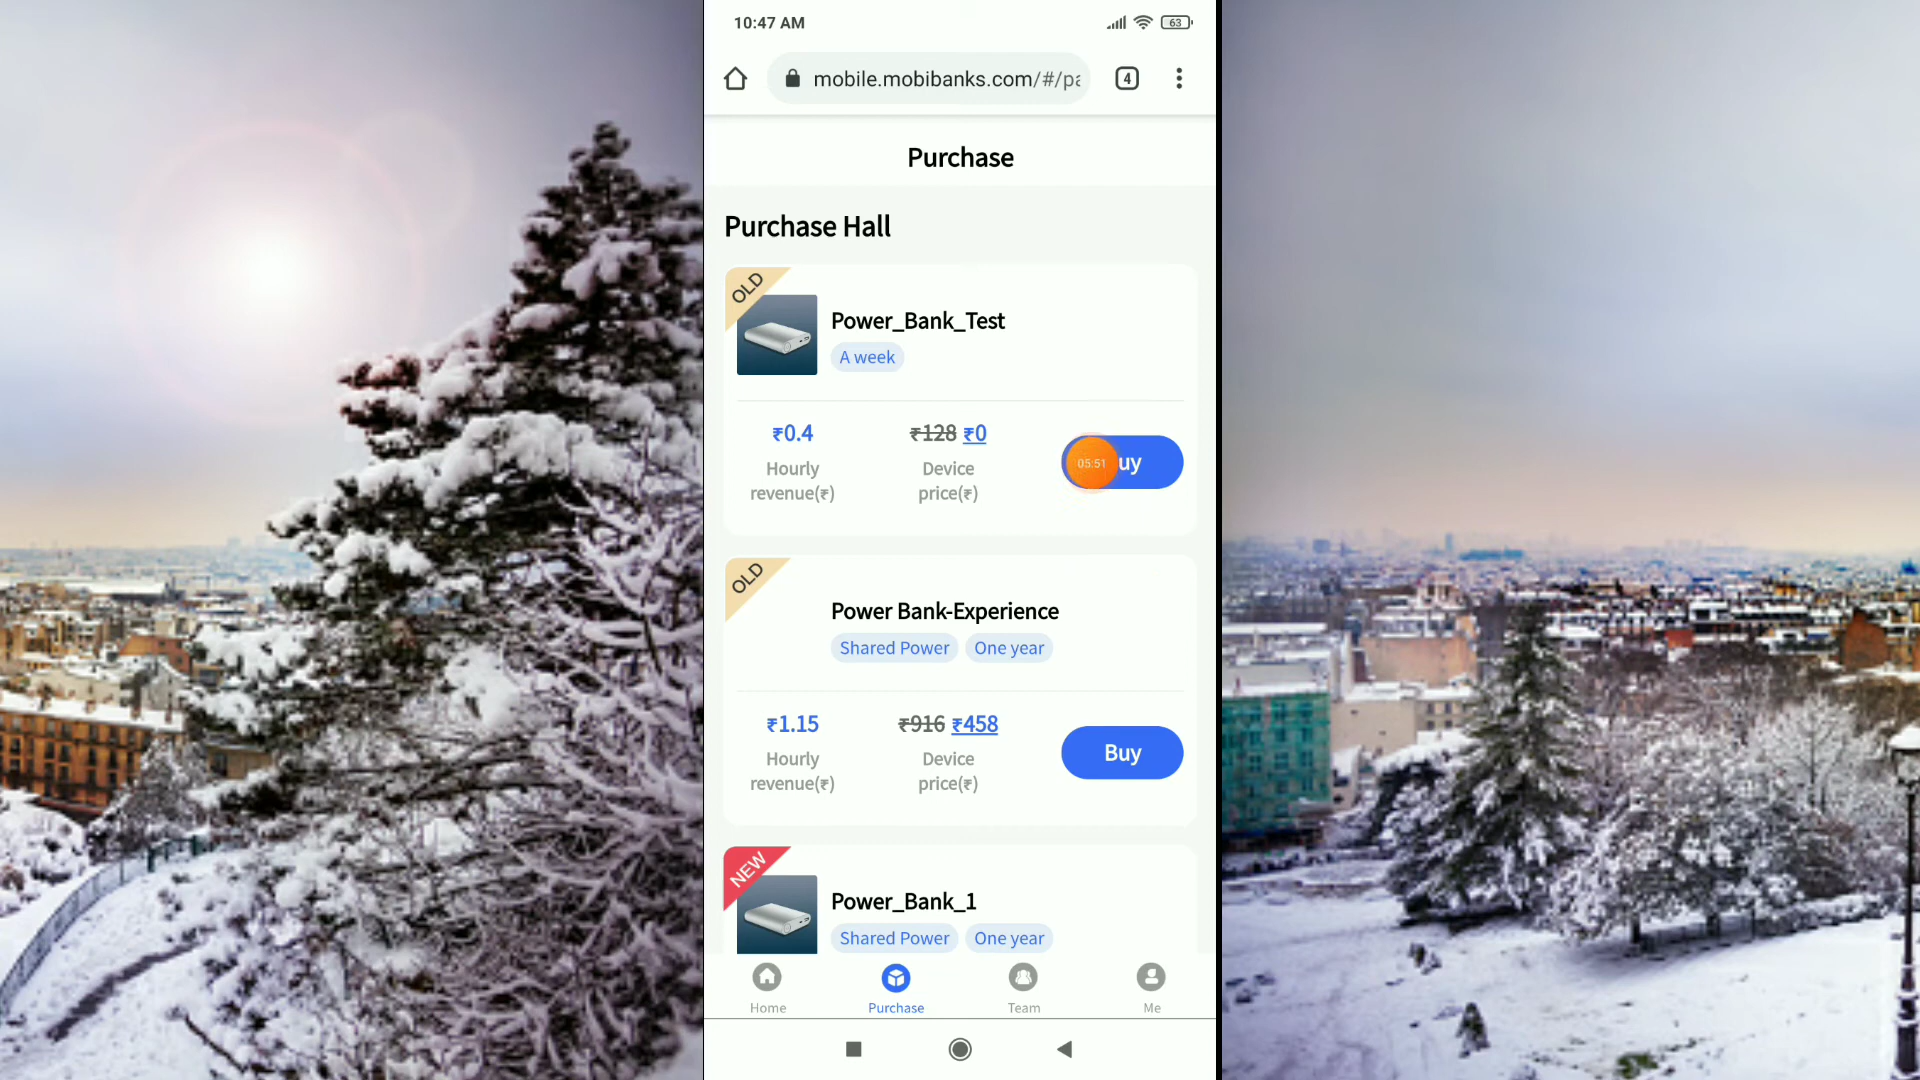 10:47 AM
63
mobile.mobibanks.com/#/pa
4
Purchase
Purchase Hall
OLD
Power_Bank_Test
A week
₹0.4
₹128 ₹0
Hourly
revenue(₹)
Device
price(₹)
05:51
uy
OLD
Power Bank-Experience
Shared Power
One year
₹1.15
₹916 ₹458
Hourly
revenue(₹)
Device
price(₹)
Buy
NEW
Power_Bank_1
Shared Power
One year
Home
Purchase
Team
Me